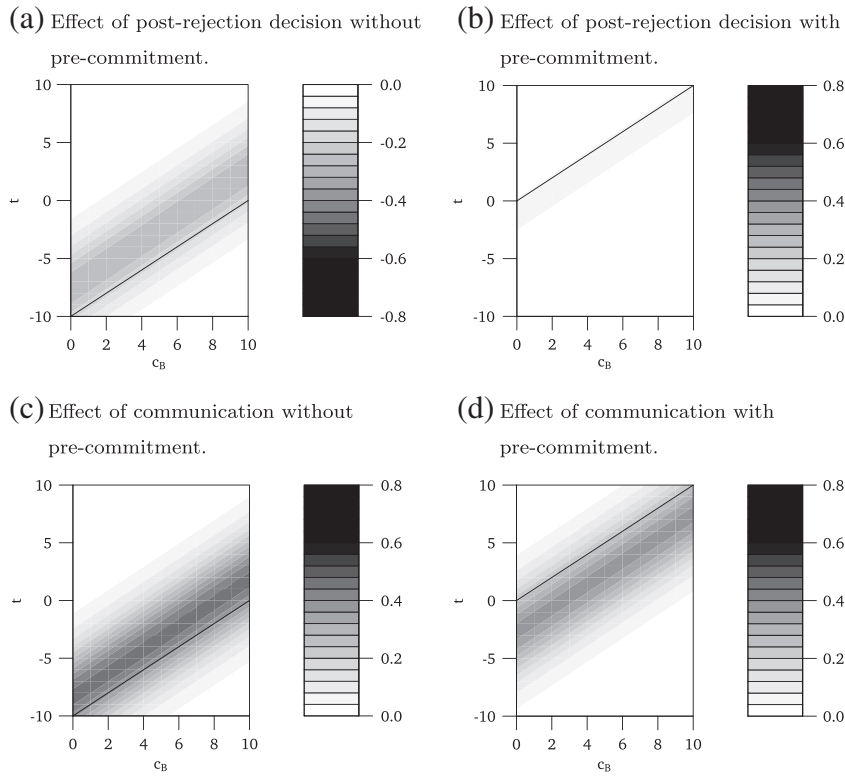 (a) Effect of post-rejection decision without
pre-commitment.
10
5
0
-5
-10
t
0 2 4 6 8 10
c_B
0.0
-0.2
-0.4
-0.6
-0.8
(b) Effect of post-rejection decision with
pre-commitment.
10
5
0
-5
-10
t
0 2 4 6 8 10
c_B
0.8
0.6
0.4
0.2
0.0
(c) Effect of communication without
pre-commitment.
10
5
0
-5
-10
t
0 2 4 6 8 10
c_B
0.8
0.6
0.4
0.2
0.0
(d) Effect of communication with
pre-commitment.
10
5
0
-5
-10
t
0 2 4 6 8 10
c_B
0.8
0.6
0.4
0.2
0.0